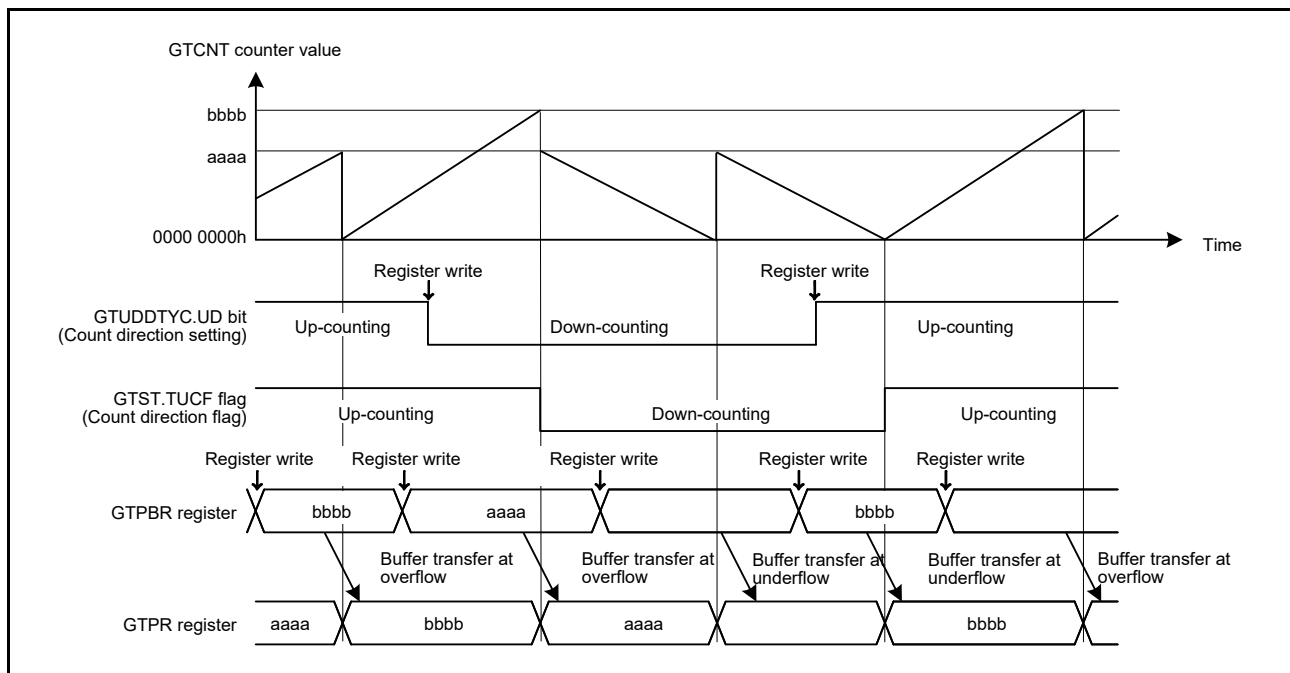 GTCNT counter value
bbbb
aaaa
0000 0000h
Time
Register write
Register write
GTUDDTYC.UD bit
(Count direction setting)
Up-counting
Down-counting
Up-counting
GTST.TUCF flag
(Count direction flag)
Up-counting
Down-counting
Up-counting
Register write
Register write
Register write
Register write
Register write
GTPBR register
bbbb
aaaa
bbbb
Buffer transfer at
overflow
Buffer transfer at
overflow
Buffer transfer at
underflow
Buffer transfer at
underflow
Buffer transfer at
overflow
GTPR register
aaaa
bbbb
aaaa
bbbb